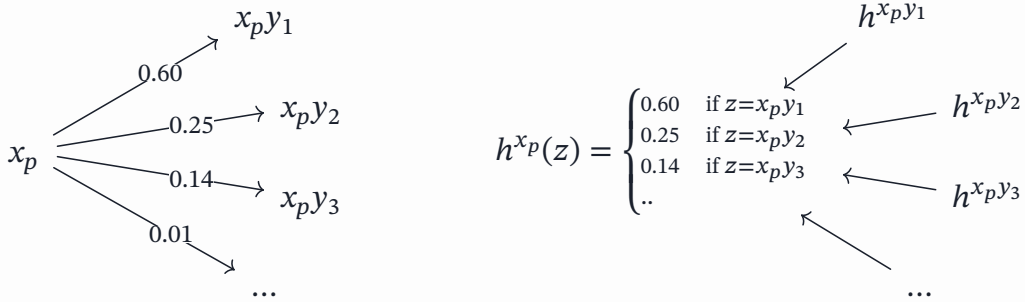 x_p y_1
0.60
x_p y_2
0.25
x_p
0.14
x_p y_3
0.01
...
h^{x_p y_1}
0.60 if z=x_p y_1
h^{x_p y_2}
0.25 if z=x_p y_2
h^{x_p}(z) =
0.14 if z=x_p y_3
h^{x_p y_3}
..
...